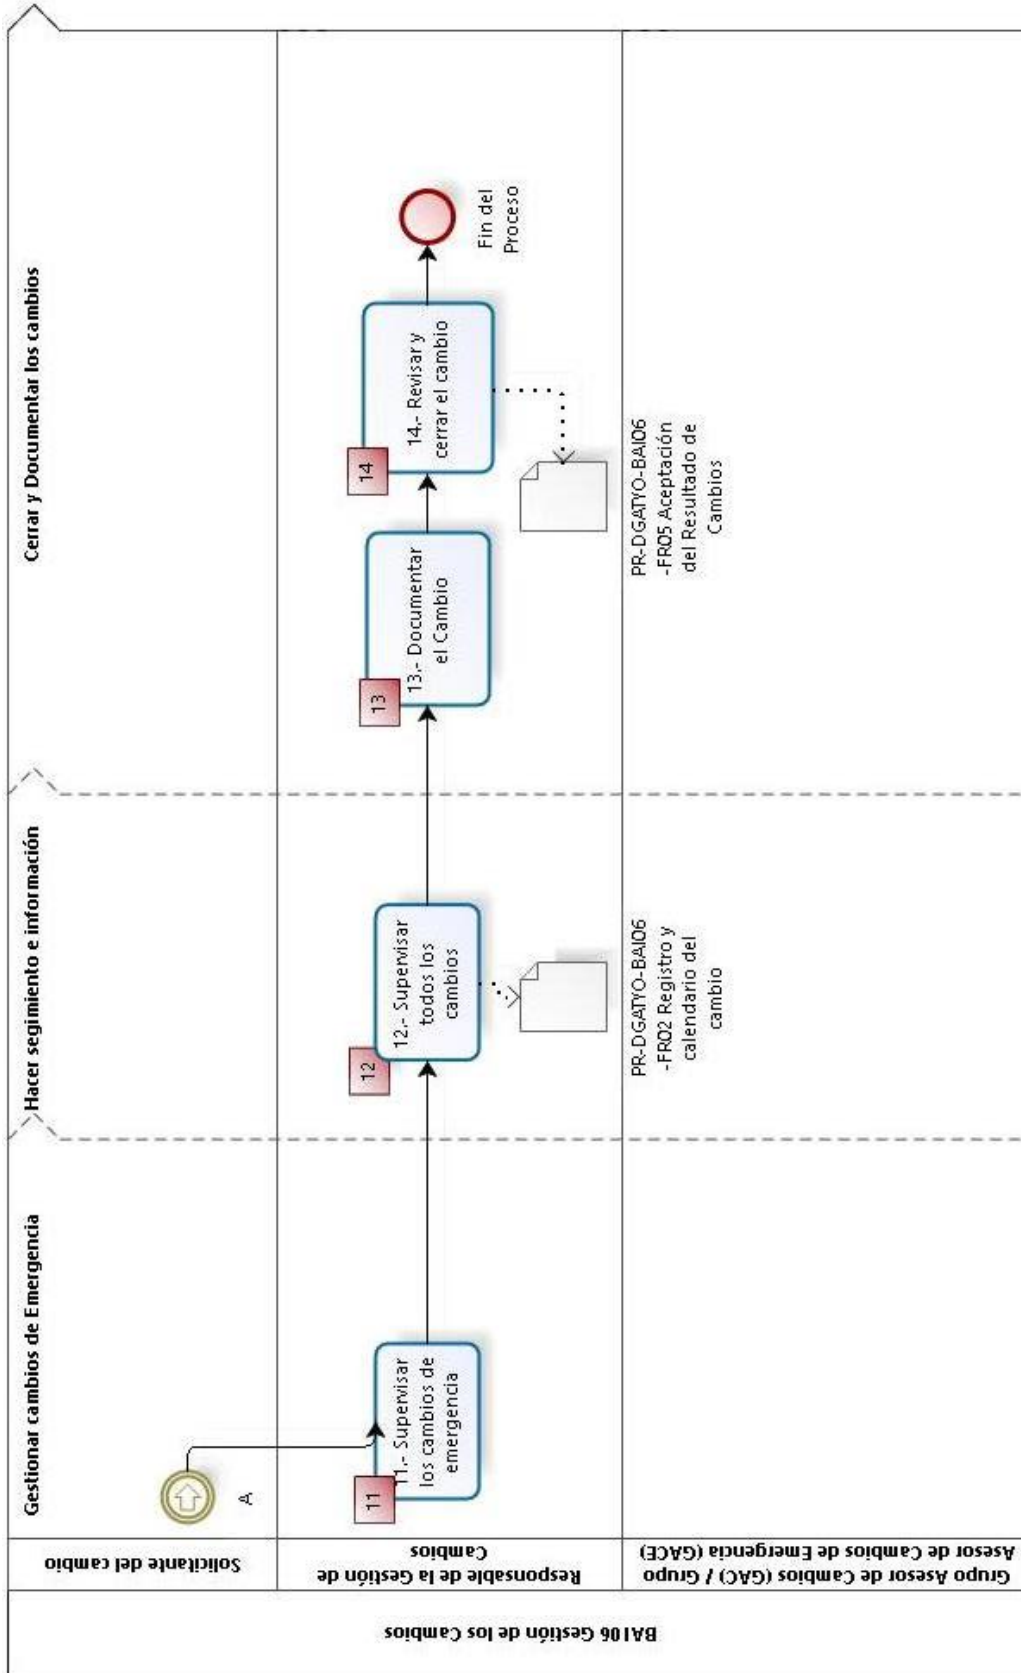 BAI06 Gestión de los Cambios
Gestionar cambios de Emergencia
Hacer segimiento e información
Cerrar y Documentar los cambios
Solicitante del cambio
A
Responsable de la Gestión de
Cambios
11
11.- Supervisar
los cambios de
emergencia
12
12.- Supervisar
todos los
cambios
13
13.- Documentar
el Cambio
14
14.- Revisar y
cerrar el cambio
Fin del
Proceso
Grupo Asesor de Cambios (GAC) / Grupo
Asesor de Cambios de Emergencia (GACE)
PR-DGATYO-BAI06
-FR02 Registro y
calendario del
cambio
PR-DGATYO-BAI06
-FR05 Aceptación
del Resultado de
Cambios